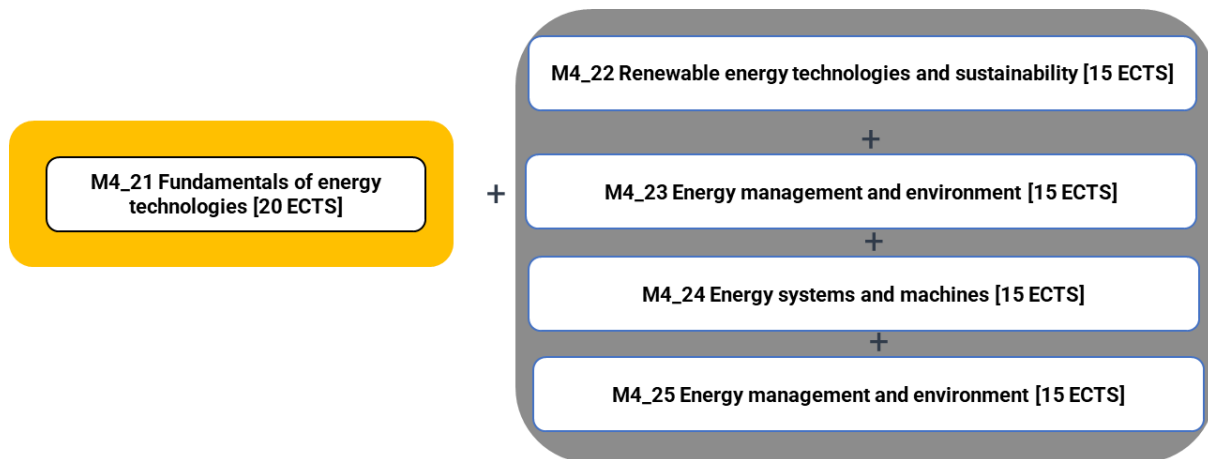 M4_21 Fundamentals of energy
technologies [20 ECTS]
+
M4_22 Renewable energy technologies and sustainability [15 ECTS]
+
M4_23 Energy management and environment [15 ECTS]
+
M4_24 Energy systems and machines [15 ECTS]
+
M4_25 Energy management and environment [15 ECTS]